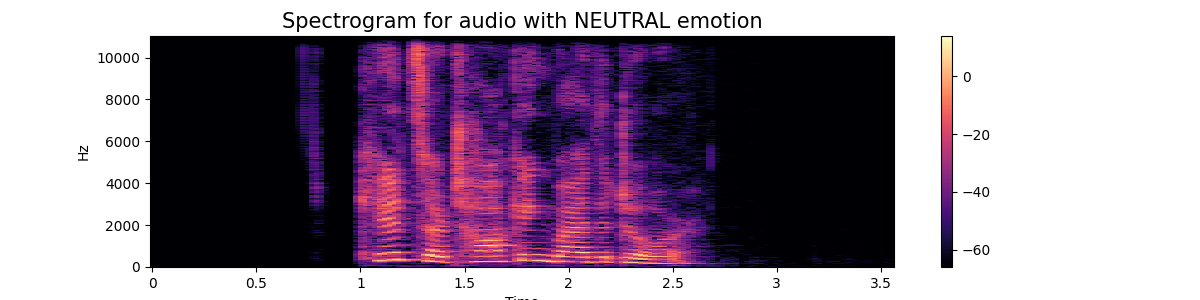 Spectrogram for audio with NEUTRAL emotion
10000
8000
6000
4000
2000
0
Hz
0 0.5 1 1.5 2 2.5 3 3.5
Time
0
−20
−40
−60